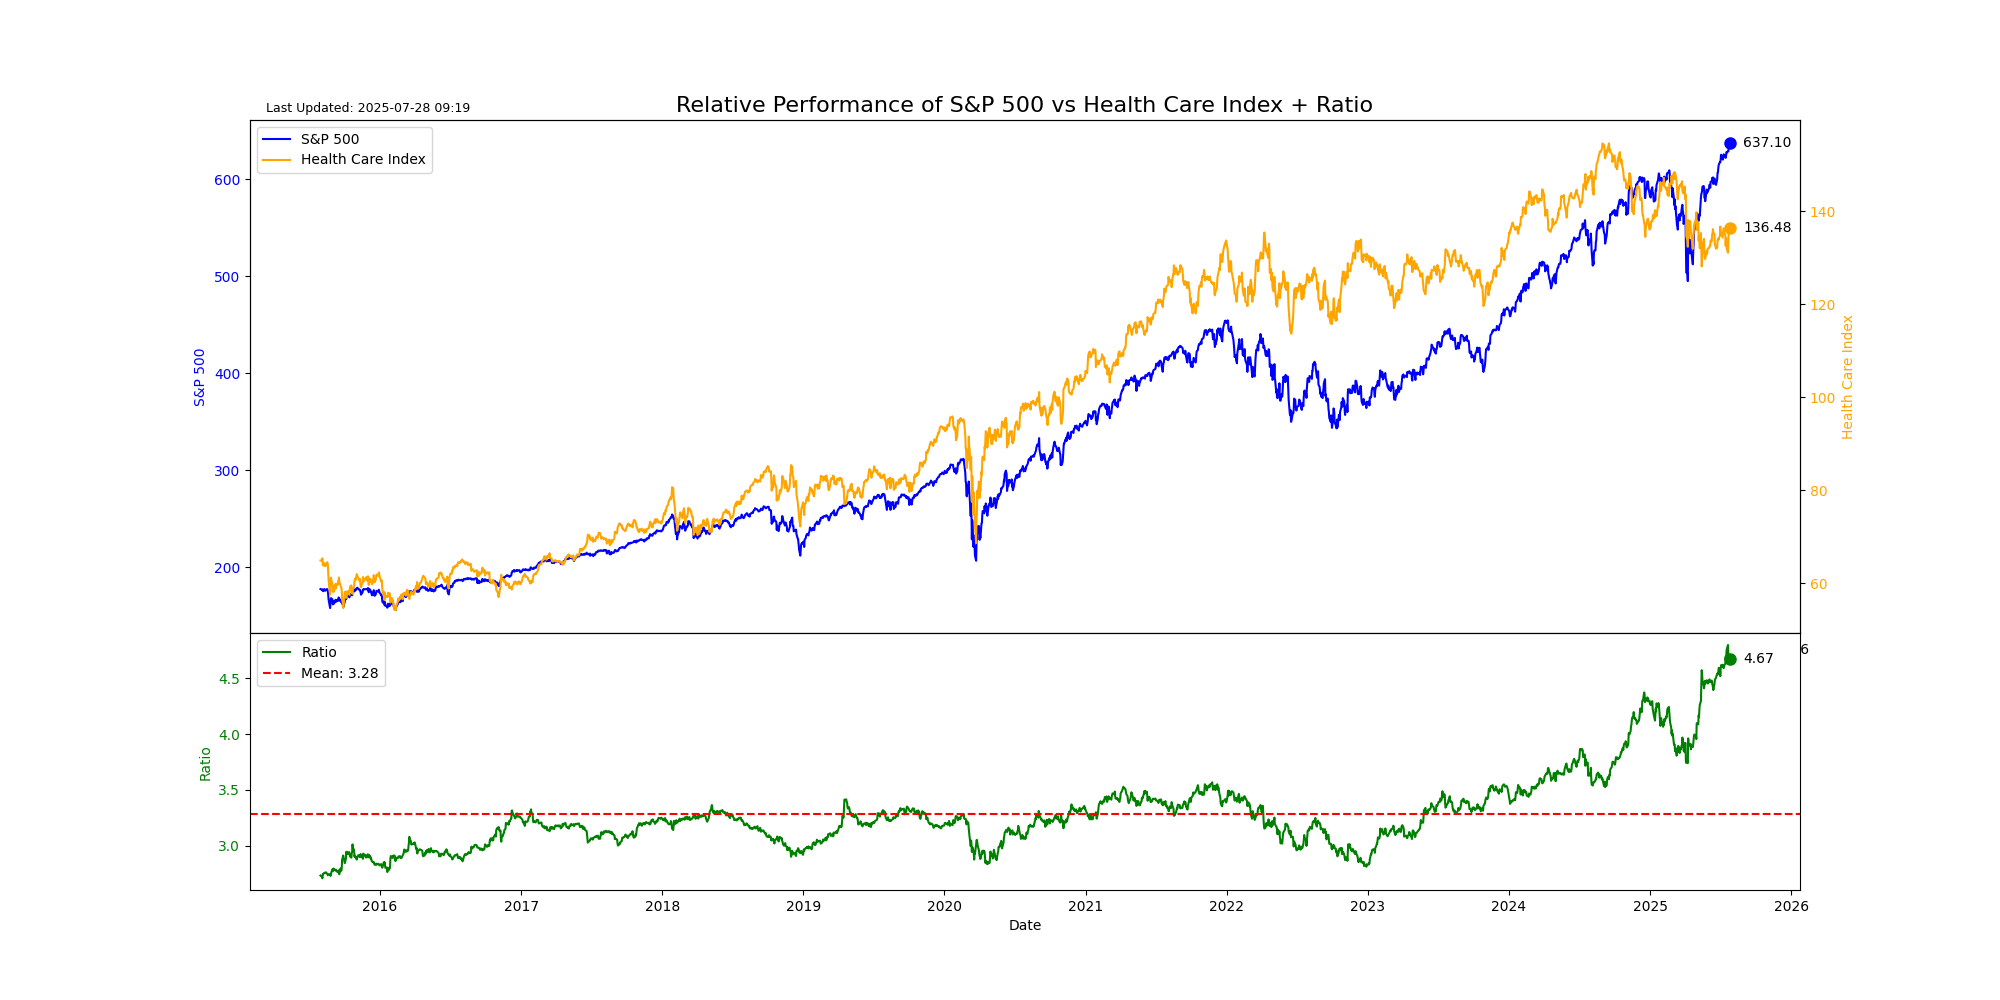 Last Updated: 2025-07-28 09:19
Relative Performance of S&P 500 vs Health Care Index + Ratio
S&P 500
Health Care Index
637.10
136.48
600
500
400
300
200
S&P 500
140
120
100
80
60
Health Care Index
Ratio
Mean: 3.28
6
4.67
4.5
4.0
3.5
3.0
Ratio
2016 2017 2018 2019 2020 2021 2022 2023 2024 2025 2026
Date